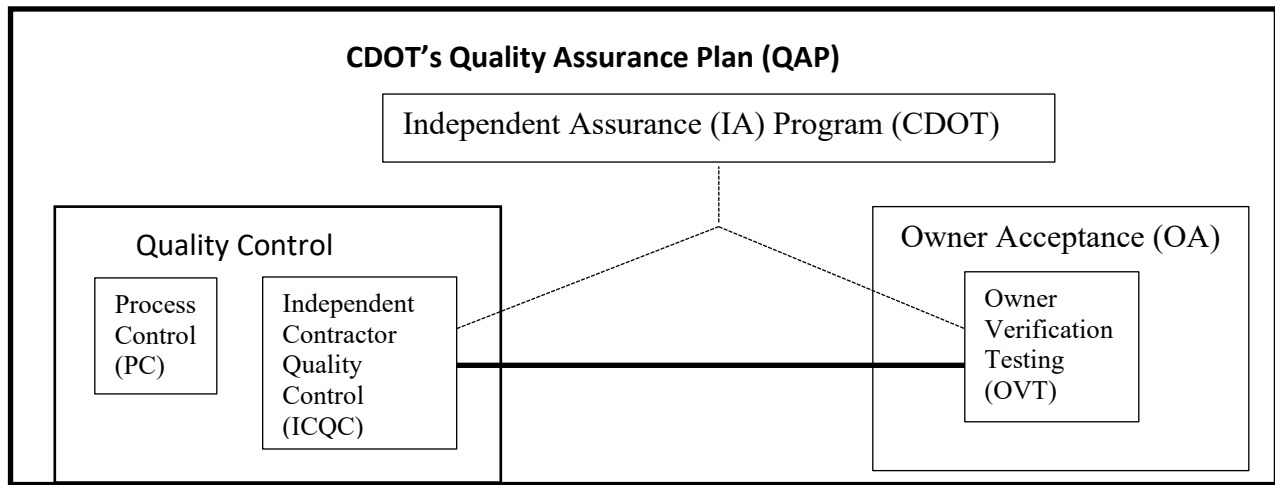 CDOT's Quality Assurance Plan (QAP)
Independent Assurance (IA) Program (CDOT)
Quality Control
Process
Control
(PC)
Independent
Contractor
Quality
Control
(ICQC)
Owner Acceptance (OA)
Owner
Verification
Testing
(OVT)